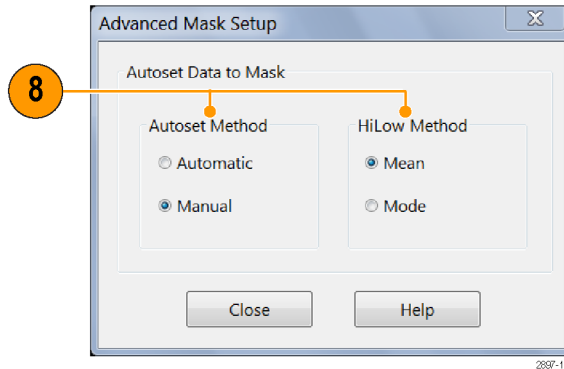 Advanced Mask Setup
Autoset Data to Mask
8
Autoset Method
HiLow Method
Automatic
Mean
Manual
Mode
Close
Help
2897-1